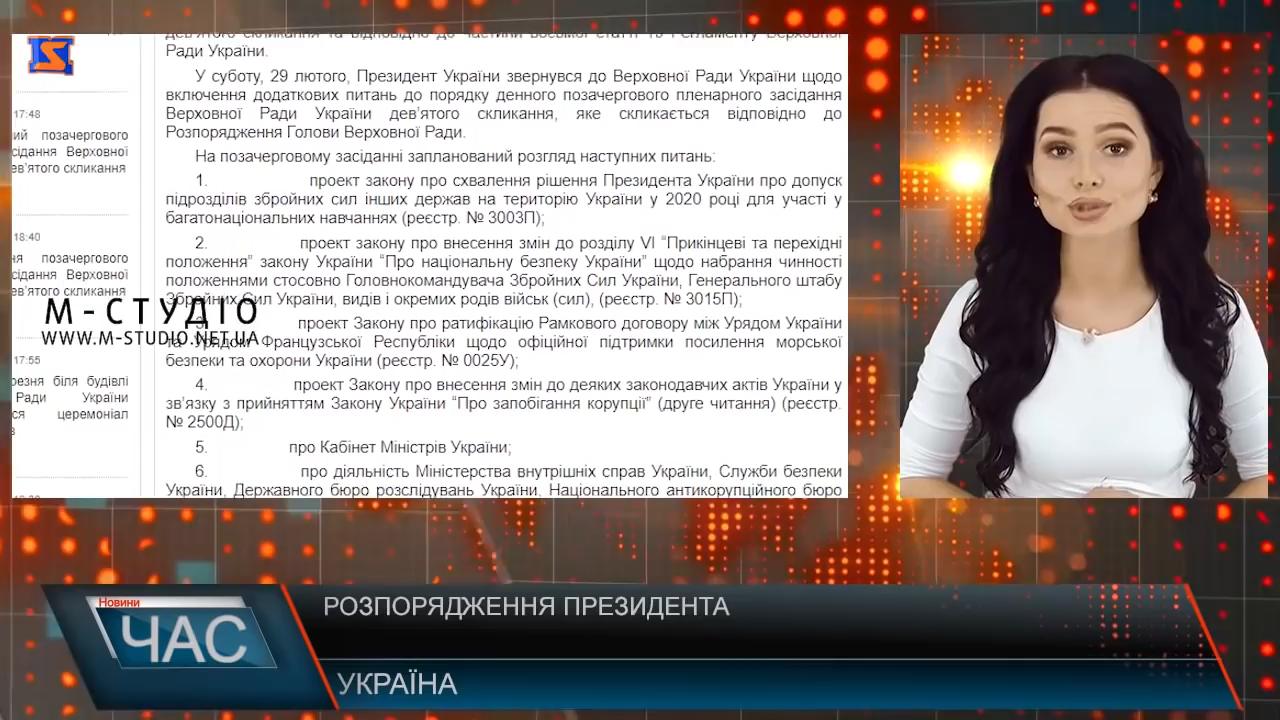 Ради України.
У суботу, 29 лютого, Президент України звернувся до Верховної Ради України щодо
включення додаткових питань до порядку денного позачергового пленарного засідання
Верховної Ради України дев’ятого скликання, яке скликається відповідно до
Розпорядження Голови Верховної Ради.
На позачерговому засіданні запланований розгляд наступних питань:
1. проект закону про схвалення рішення Президента України про допуск
підрозділів збройних сил інших держав на територію України у 2020 році для участі у
багатонаціональних навчаннях (реєстр. № 3003П);
2. проект закону про внесення змін до розділу VI “Прикінцеві та перехідні
положення” закону України “Про національну безпеку України” щодо набрання чинності
положеннями стосовно Головнокомандувача Збройних Сил України, Генерального штабу
Збройних Сил України, видів і окремих родів військ (сил), (реєстр. № 3015П);
проект Закону про ратифікацію Рамкового договору між Урядом України
та Урядом Французької Республіки щодо офіційної підтримки посилення морської
безпеки та охорони України (реєстр. № 0025У);
4. проект Закону про внесення змін до деяких законодавчих актів України у
зв’язку з прийняттям Закону України “Про запобігання корупції” (друге читання) (реєстр.
№ 2500Д);
5. про Кабінет Міністрів України;
6. про діяльність Міністерства внутрішніх справ України, Служби безпеки
України, Державного бюро розслідувань України, Національного антикорупційного бюро
17:48
позачергового
Верховної
скликання
18:40
позачергового
Верховної
скликання
17:55
біля будівлі
Ради України
церемоніал
М-СТУДІО
WWW.M-STUDIO.NET.UA
Новини
ЧАС
РОЗПОРЯДЖЕННЯ ПРЕЗИДЕНТА
УКРАЇНА